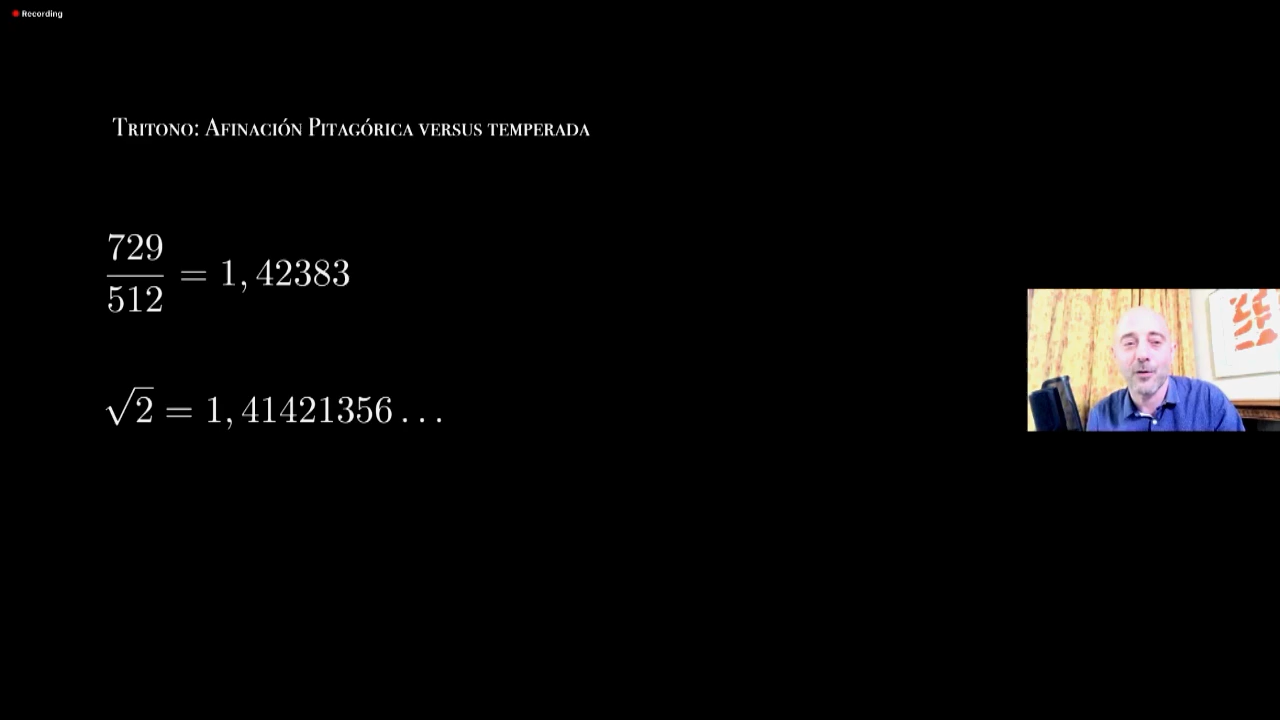 Recording
Tritono: Afinación Pitagórica versus temperada
729/512 = 1,42383
√2 = 1,41421356...